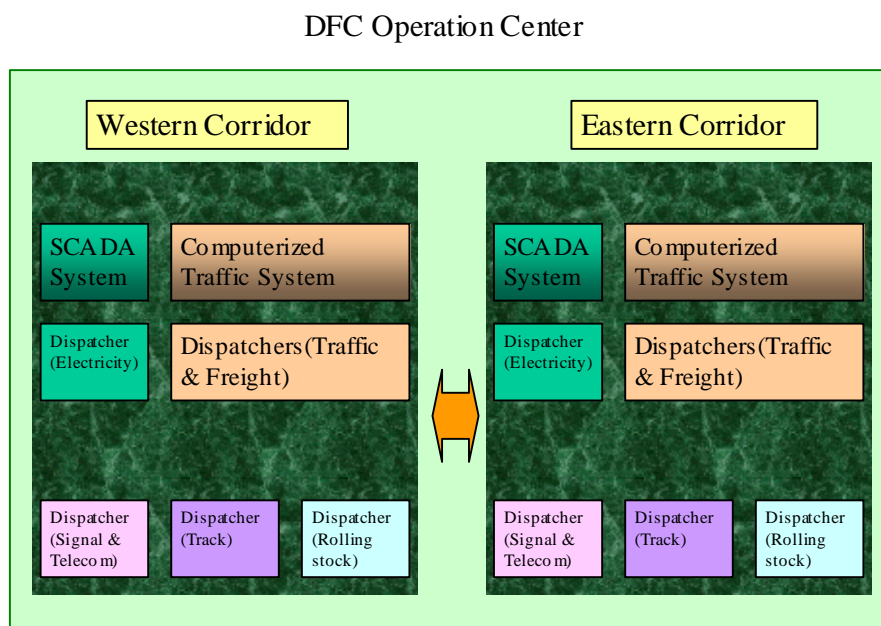 DFC Operation Center
Western Corridor
SCADA
System
Computerized
Traffic System
Dispatcher
(Electricity)
Dispatchers(Traffic
& Freight)
Dispatcher
(Signal &
Telecom)
Dispatcher
(Track)
Dispatcher
(Rolling
stock)
Eastern Corridor
SCADA
System
Computerized
Traffic System
Dispatcher
(Electricity)
Dispatchers(Traffic
& Freight)
Dispatcher
(Signal &
Telecom)
Dispatcher
(Track)
Dispatcher
(Rolling
stock)